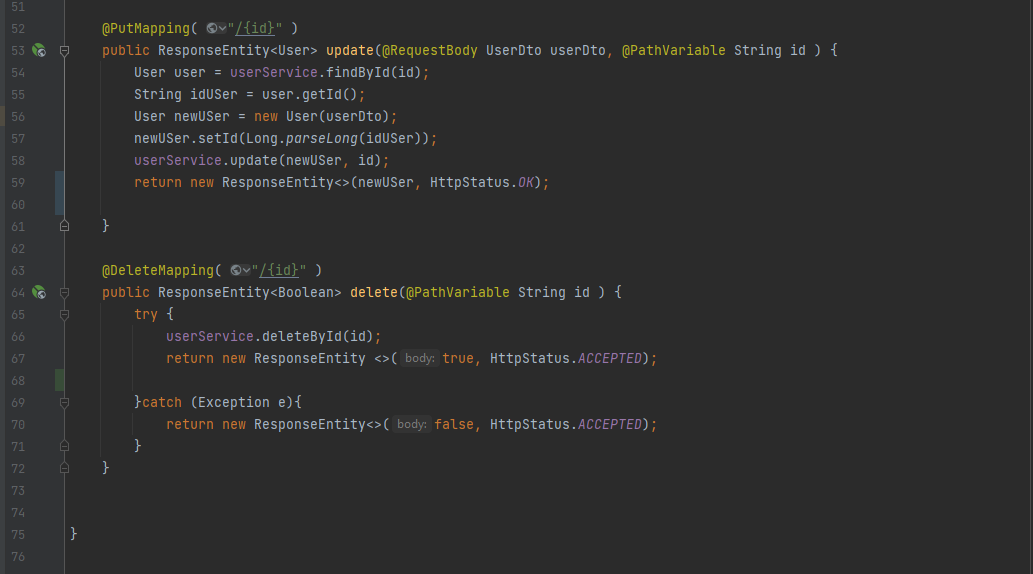 51
52 @PutMapping( "/{id}" )
53 public ResponseEntity<User> update(@RequestBody UserDto userDto, @PathVariable String id ) {
54 User user = userService.findById(id);
55 String idUSer = user.getId();
56 User newUSer = new User(userDto);
57 newUSer.setId(Long.parseLong(idUSer));
58 userService.update(newUSer, id);
59 return new ResponseEntity<>(newUSer, HttpStatus.OK);
60
61 }
62
63 @DeleteMapping( "/{id}" )
64 public ResponseEntity<Boolean> delete(@PathVariable String id ) {
65 try {
66 userService.deleteById(id);
67 return new ResponseEntity <>( body: true, HttpStatus.ACCEPTED);
68
69 }catch (Exception e){
70 return new ResponseEntity<>( body: false, HttpStatus.ACCEPTED);
71 }
72 }
73
74
75 }
76